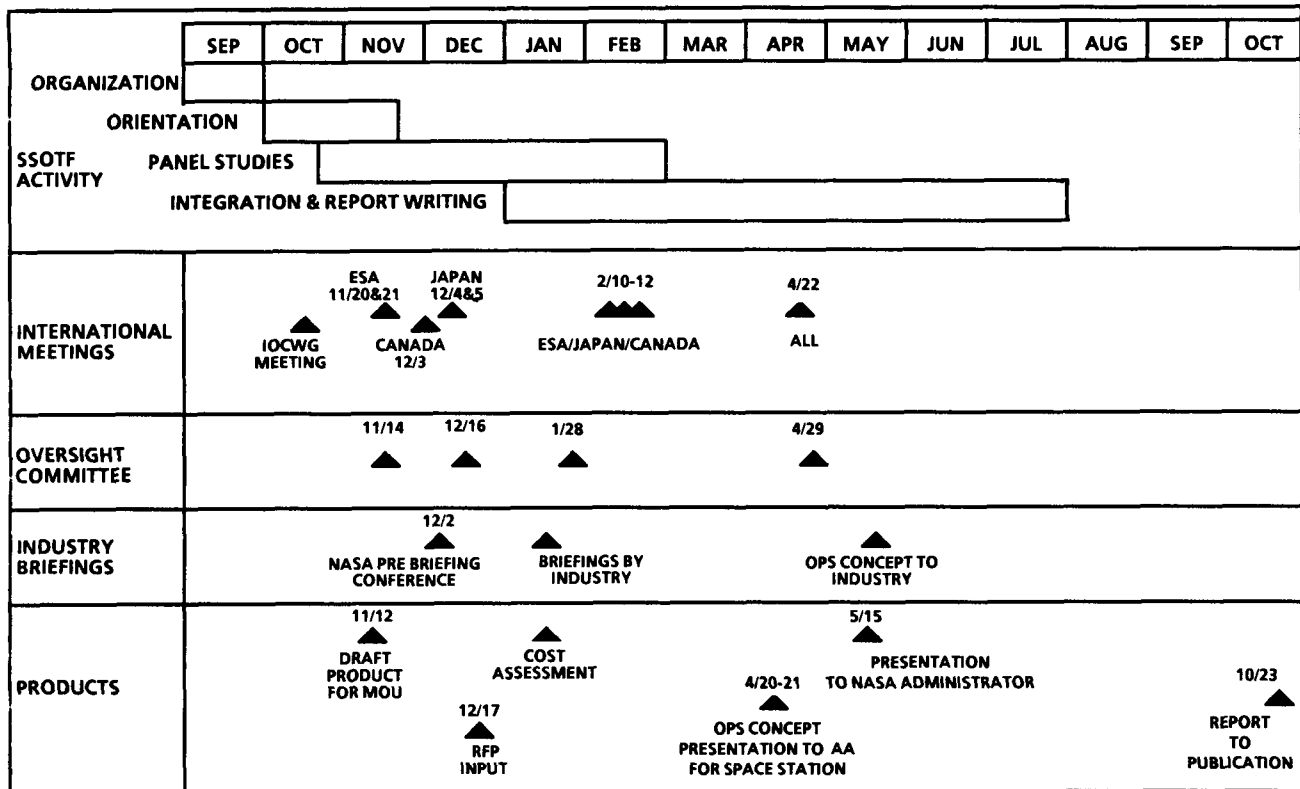 SEP OCT NOV DEC JAN FEB MAR APR MAY JUN JUL AUG SEP OCT
ORGANIZATION
ORIENTATION
SSOTF
ACTIVITY
PANEL STUDIES
INTEGRATION & REPORT WRITING
INTERNATIONAL
MEETINGS
IOCWG
MEETING
ESA
11/20&21
CANADA
12/3
JAPAN
12/4&5
2/10-12
ESA/JAPAN/CANADA
4/22
ALL
OVERSIGHT
COMMITTEE
11/14
12/16
1/28
4/29
INDUSTRY
BRIEFINGS
12/2
NASA PRE BRIEFING
CONFERENCE
BRIEFINGS BY
INDUSTRY
OPS CONCEPT TO
INDUSTRY
PRODUCTS
11/12
DRAFT
PRODUCT
FOR MOU
12/17
RFP
INPUT
COST
ASSESSMENT
4/20-21
OPS CONCEPT
PRESENTATION TO AA
FOR SPACE STATION
5/15
PRESENTATION
TO NASA ADMINISTRATOR
10/23
REPORT
TO
PUBLICATION